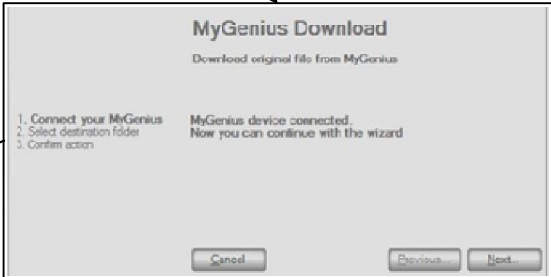 MyGenius Download
Download original file from MyGenius
1. Connect your MyGenius
2. Select destination folder
3. Confirm action
MyGenius device connected.
Now you can continue with the wizard
Cancel
Previous...
Next...